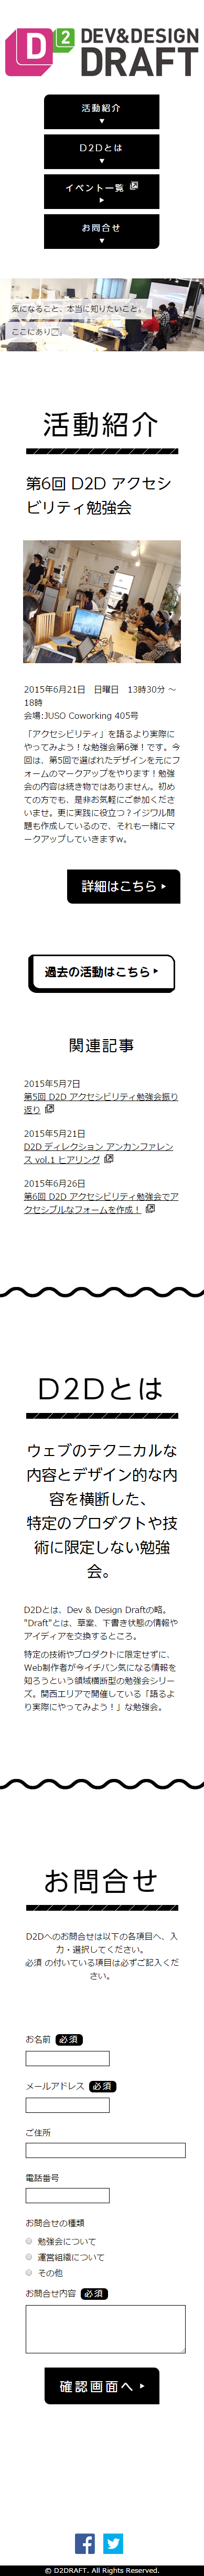 D2 DEV&DESIGN
DRAFT
活動紹介
▼
D2Dとは
▼
イベント一覧
▶
お問合せ
▼
気になること、本当に知りたいこと。
ここにあり□。
活動紹介
第6回 D2D アクセシ
ビリティ勉強会
2015年6月21日 日曜日 13時30分 〜
18時
会場:JUSO Coworking 405号
「アクセシビリティ」を語るより実際に
やってみよう！な勉強会第6弾！です。今
回は、第5回で選ばれたデザインを元にフ
ォームのマークアップをやります！勉強
会の内容は続き物ではありません。初め
ての方でも、是非お気軽にご参加くださ
いませ。更に実践に役立つ？イジワル問
題も作成しているので、それも一緒にマ
ークアップしていきますw。
詳細はこちら ▶
過去の活動はこちら ▶
関連記事
2015年5月7日
第5回 D2D アクセシビリティ勉強会振り
返り
2015年5月21日
D2D ディレクション アンカンファレン
ス vol.1 ヒアリング
2015年6月26日
第6回 D2D アクセシビリティ勉強会でア
クセシブルなフォームを作成！
D2Dとは
ウェブのテクニカルな
内容とデザイン的な内
容を横断した、
特定のプロダクトや技
術に限定しない勉強
会。
D2Dとは、Dev & Design Draftの略。
"Draft"とは、草案、下書き状態の情報や
アイディアを交換するところ。
特定の技術やプロダクトに限定せずに、
Web制作者が今イチバン気になる情報を
知ろうという領域横断型の勉強会シリー
ズ。関西エリアで開催している「語るよ
り実際にやってみよう！」な勉強会。
お問合せ
D2Dへのお問合せは以下の各項目へ、入
力・選択してください。
必須 の付いている項目は必ずご記入くだ
さい。
お名前 必須
メールアドレス 必須
ご住所
電話番号
お問合せの種類
勉強会について
運営組織について
その他
お問合せ内容 必須
確認画面へ ▶
© D2DRAFT. All Rights Reserved.